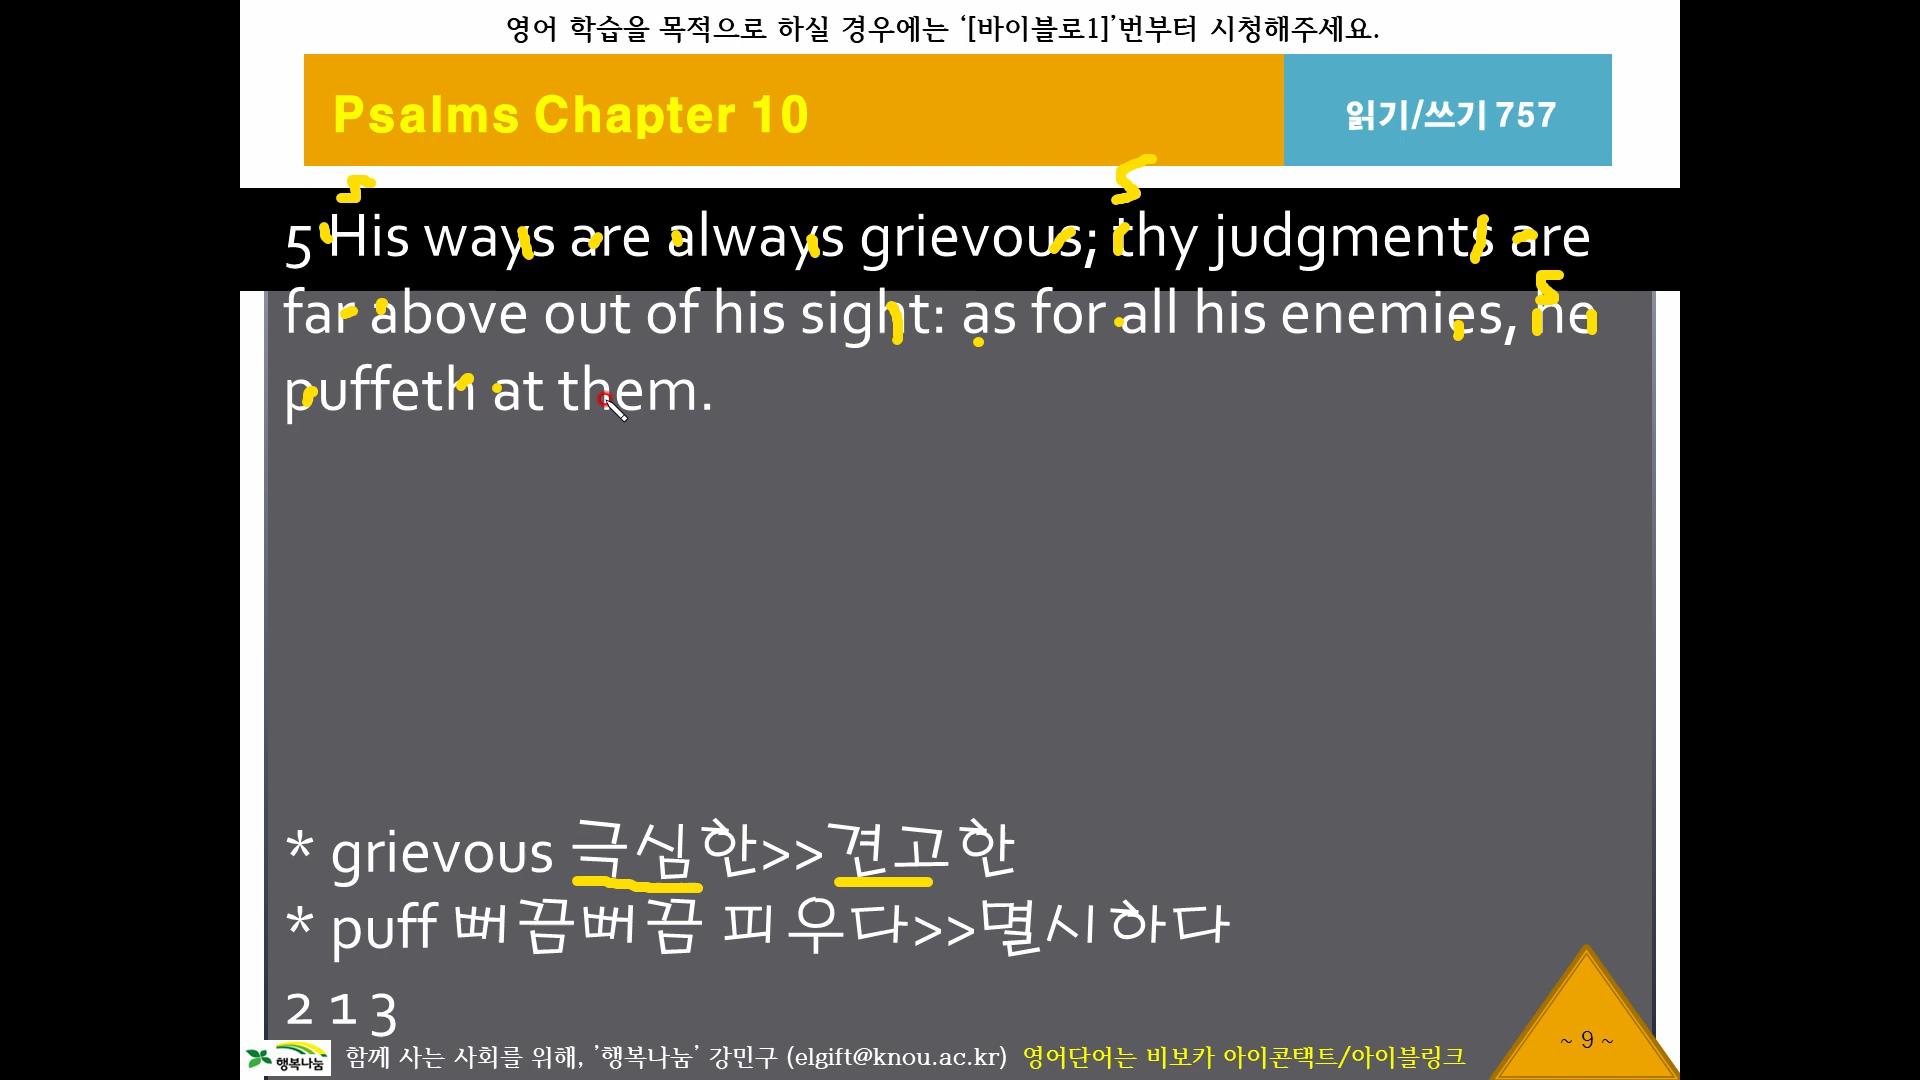 영어 학습을 목적으로 하실 경우에는 ‘[바이블로1]’번부터 시청해주세요.
Psalms Chapter 10
읽기/쓰기 757
5 His ways are always grievous; thy judgments are
far above out of his sight: as for all his enemies, he
puffeth at them.
* grievous 극심한>>견고한
* puff 뻐끔뻐끔 피우다>>멸시하다
2 1 3
~ 9 ~
행복나눔 함께 사는 사회를 위해, ’행복나눔’ 강민구 (elgift@knou.ac.kr) 영어단어는 비보카 아이콘택트/아이블링크